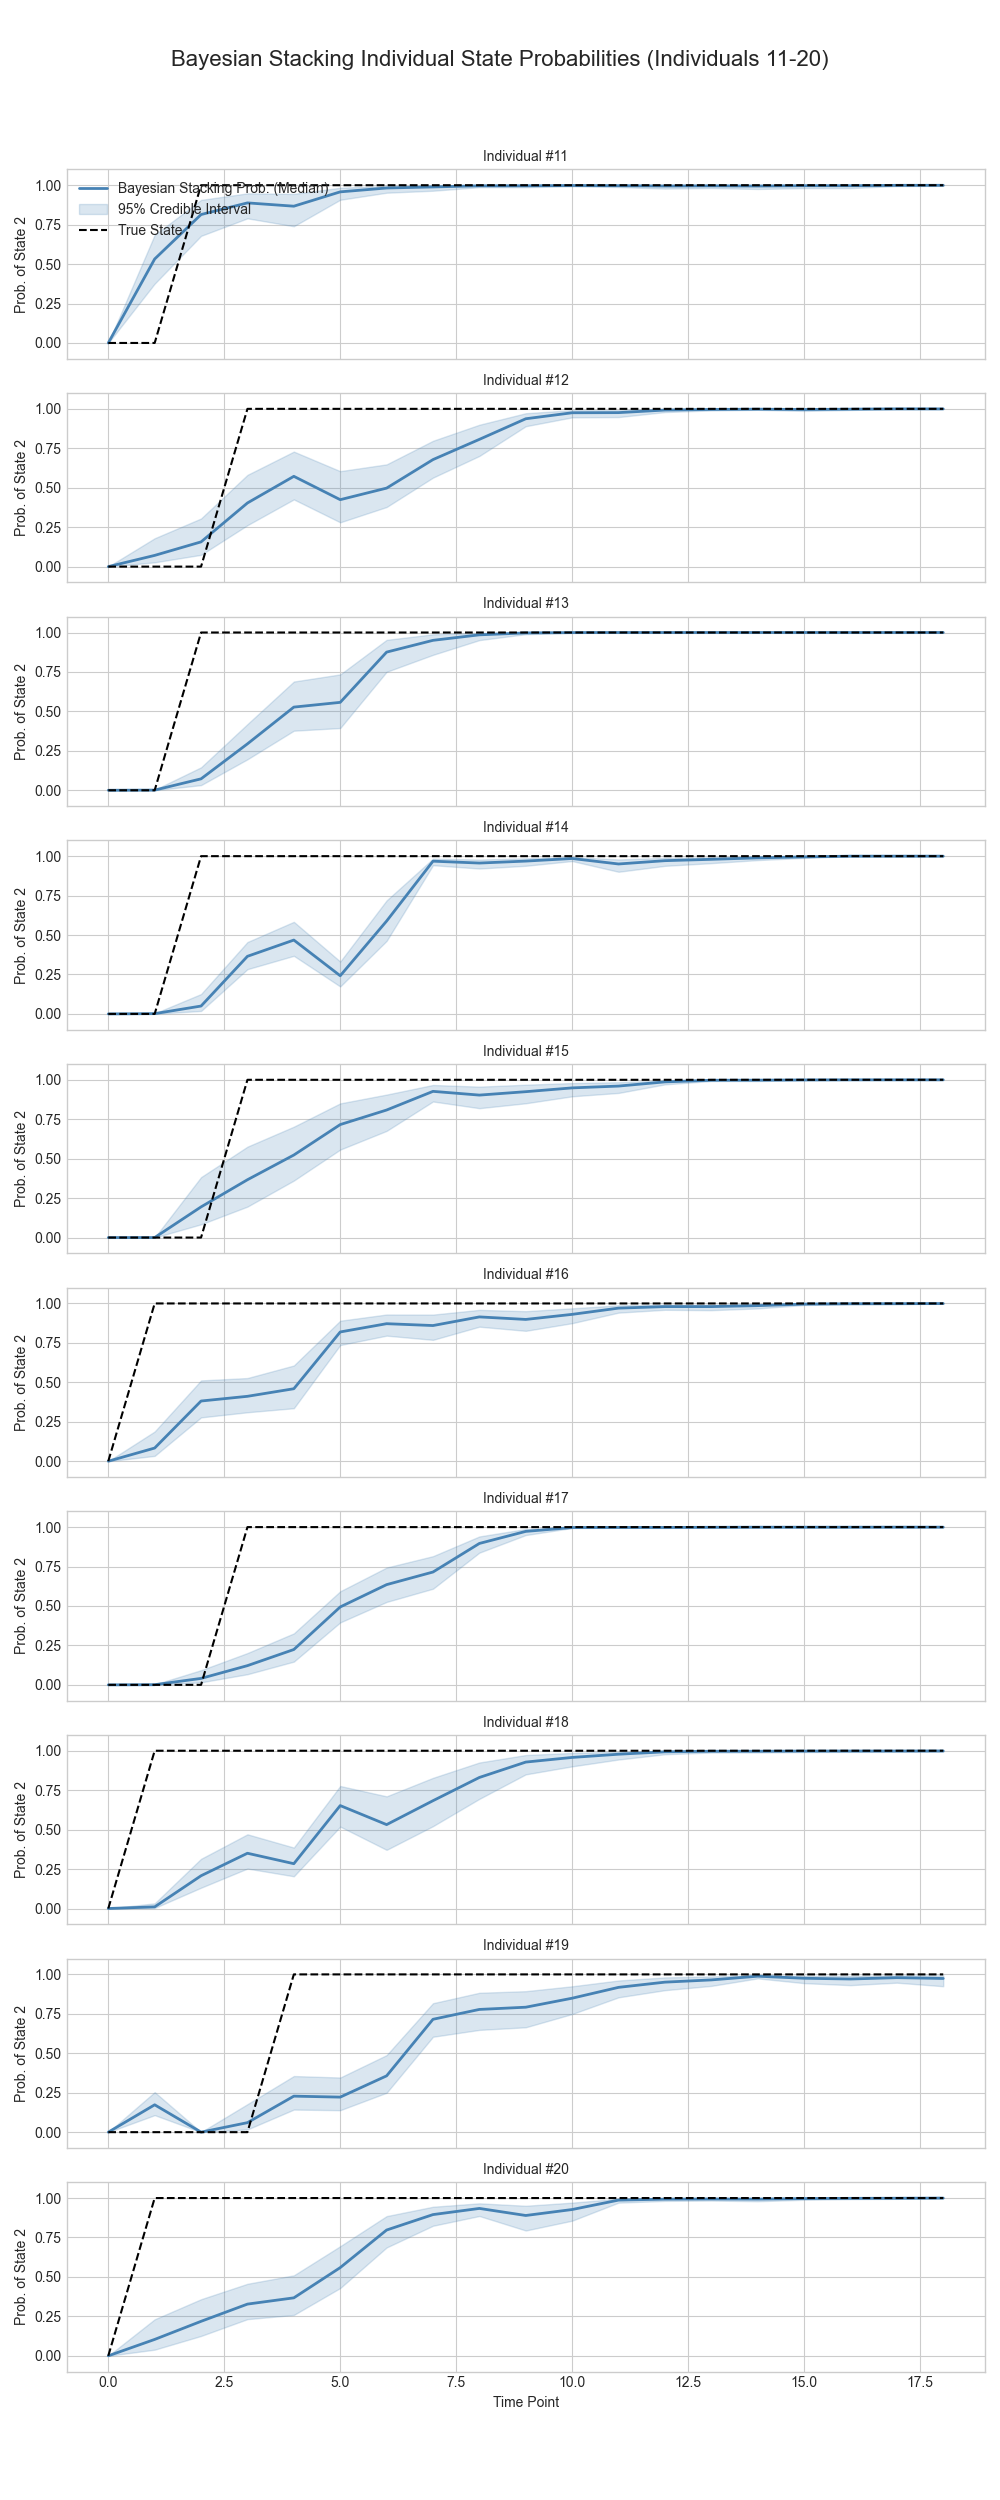 Bayesian Stacking Individual State Probabilities (Individuals 11-20)
Individual #11
Prob. of State 2
1.00
0.75
0.50
0.25
0.00
Bayesian Stacking Prob. (Median)
95% Credible Interval
True State
Individual #12
Prob. of State 2
1.00
0.75
0.50
0.25
0.00
Individual #13
Prob. of State 2
1.00
0.75
0.50
0.25
0.00
Individual #14
Prob. of State 2
1.00
0.75
0.50
0.25
0.00
Individual #15
Prob. of State 2
1.00
0.75
0.50
0.25
0.00
Individual #16
Prob. of State 2
1.00
0.75
0.50
0.25
0.00
Individual #17
Prob. of State 2
1.00
0.75
0.50
0.25
0.00
Individual #18
Prob. of State 2
1.00
0.75
0.50
0.25
0.00
Individual #19
Prob. of State 2
1.00
0.75
0.50
0.25
0.00
Individual #20
Prob. of State 2
1.00
0.75
0.50
0.25
0.00
0.0 2.5 5.0 7.5 10.0 12.5 15.0 17.5
Time Point